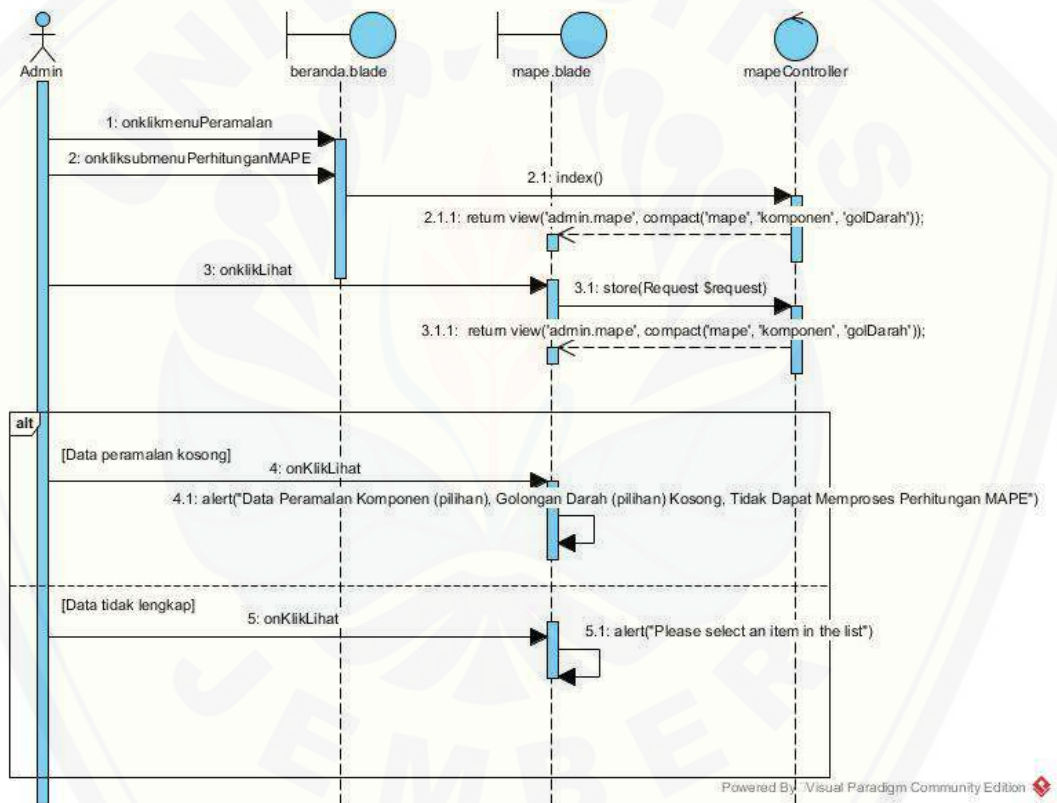 Admin
beranda.blade
mape.blade
mapeController
1: onklikmenuPeramalan
2: onkliksubmenuPerhitunganMAPE
2.1: index()
2.1.1: return view('admin.mape', compact('mape', 'komponen', 'golDarah'));
3: onklikLihat
3.1: store(Request $request)
3.1.1: return view('admin.mape', compact('mape', 'komponen', 'golDarah'));
alt
[Data peramalan kosong]
4: onKlikLihat
4.1: alert("Data Peramalan Komponen (pilihan), Golongan Darah (pilihan) Kosong, Tidak Dapat Memproses Perhitungan MAPE")
[Data tidak lengkap]
5: onKlikLihat
5.1: alert("Please select an item in the list")
JEMBER
Powered By Visual Paradigm Community Edition